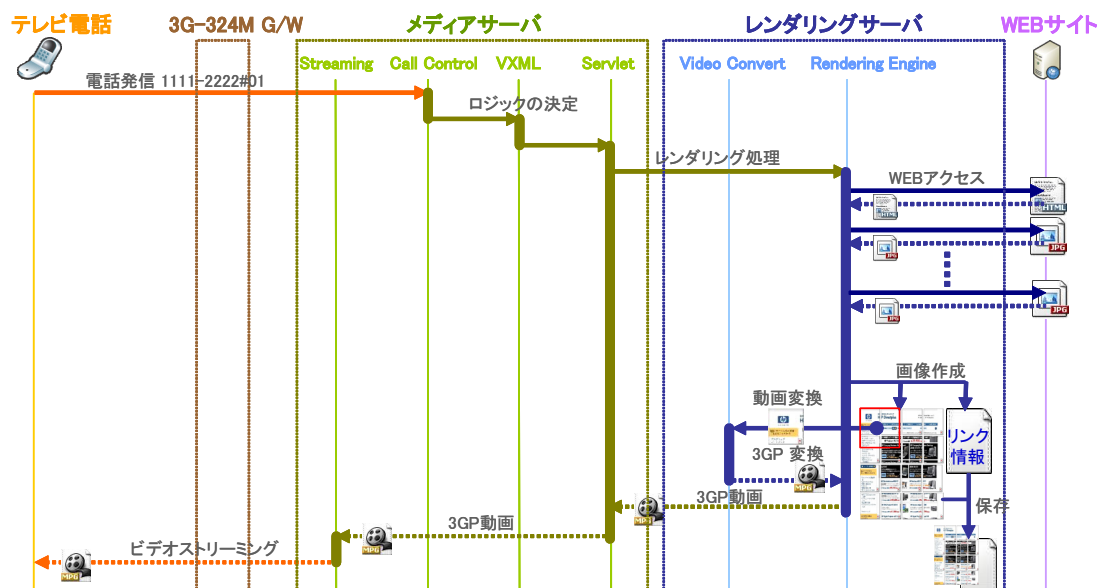 テレビ電話
3G-324M G/W
メディアサーバ
レンダリングサーバ
WEBサイト
Streaming
Call Control
VXML
Servlet
Video Convert
Rendering Engine
電話発信 1111-2222#01
ロジックの決定
レンダリング処理
WEBアクセス
HTML
HTML
JPG
JPG
JPG
JPG
画像作成
動画変換
リンク
情報
3GP 変換
MPG
3GP動画
MPG
保存
3GP動画
MPG
ビデオストリーミング
MPG